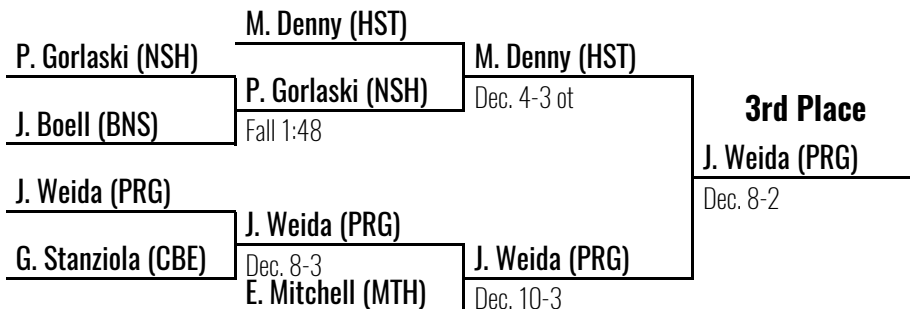 M. Denny (HST)
P. Gorlaski (NSH)
M. Denny (HST)
P. Gorlaski (NSH)
Dec. 4-3 ot
3rd Place
J. Boell (BNS)
Fall 1:48
J. Weida (PRG)
J. Weida (PRG)
Dec. 8-2
J. Weida (PRG)
G. Stanziola (CBE)
Dec. 8-3
J. Weida (PRG)
E. Mitchell (MTH)
Dec. 10-3